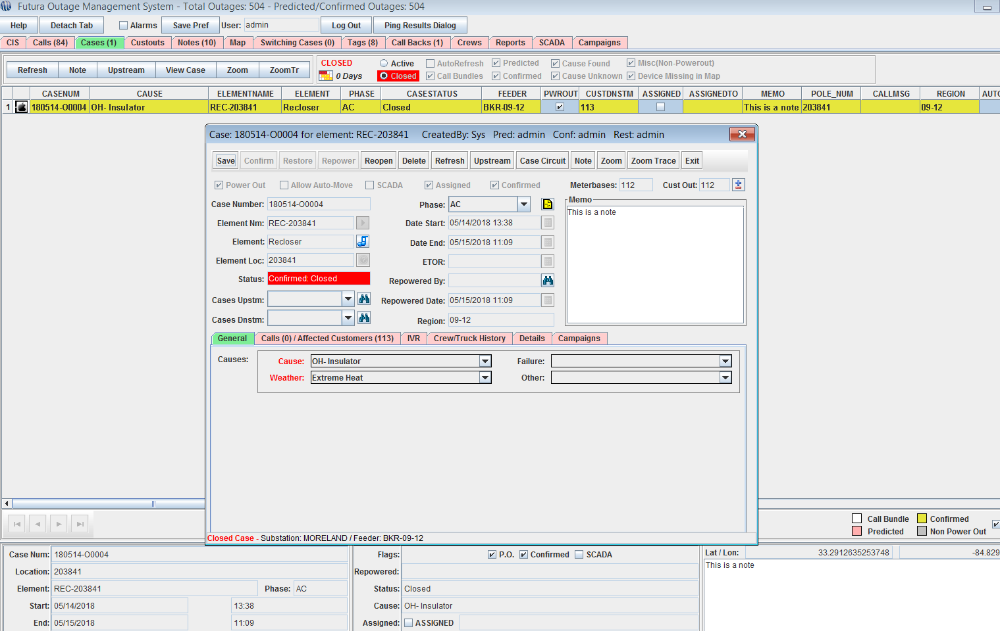 Futura Outage Management System - Total Outages: 504 - Predicted/Confirmed Outages: 504
Help Detach Tab Alarms Save Pref User: admin Log Out Ping Results Dialog
CIS Calls (84) Cases (1) Custouts Notes (10) Map Switching Cases (0) Tags (8) Call Backs (1) Crews Reports SCADA Campaigns
Refresh Note Upstream View Case Zoom ZoomTr
CLOSED Active AutoRefresh Predicted Cause Found Misc(Non-Powerout)
0 Days Closed Call Bundles Confirmed Cause Unknown Device Missing in Map
CASENUM CAUSE ELEMENTNAME ELEMENT PHASE CASESTATUS FEEDER PWROUT CUSTDNSTM ASSIGNED ASSIGNEDTO MEMO POLE_NUM CALLMSG REGION AUTO
1 180514-O0004 OH- Insulator REC-203841 Recloser AC Closed BKR-09-12 113 This is a note 203841 09-12
Case: 180514-O0004 for element: REC-203841 CreatedBy: Sys Pred: admin Conf: admin Rest: admin
Save Confirm Restore Repower Reopen Delete Refresh Upstream Case Circuit Note Zoom Zoom Trace Exit
Power Out Allow Auto-Move SCADA Assigned Confirmed Meterbases: 112 Cust Out: 112
Case Number: 180514-O0004 Phase: AC Memo
Element Nm: REC-203841 Date Start: 05/14/2018 13:38 This is a note
Element: Recloser Date End: 05/15/2018 11:09
Element Loc: 203841 ETOR:
Status: Confirmed: Closed Repowered By:
Cases Upstm: Repowered Date: 05/15/2018 11:09
Cases Dnstm: Region: 09-12
General Calls (0) / Affected Customers (113) IVR Crew/Truck History Details Campaigns
Causes: Cause: OH- Insulator Failure:
Weather: Extreme Heat Other:
Call Bundle Confirmed
Predicted Non Power Out
Closed Case - Substation: MORELAND / Feeder: BKR-09-12
Case Num: 180514-O0004 Flags: P.O. Confirmed SCADA Lat / Lon: 33.2912635253748 -84.829
Location: 203841 Repowered: This is a note
Element: REC-203841 Phase: AC Status: Closed
Start: 05/14/2018 13:38 Cause: OH- Insulator
End: 05/15/2018 11:09 Assigned: ASSIGNED